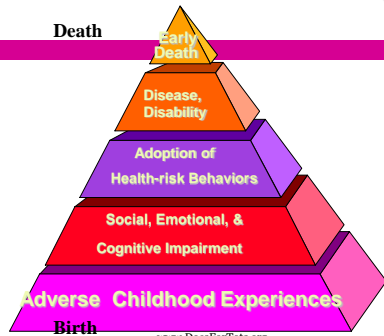 Death
Early
Death
Disease,
Disability
Adoption of
Health-risk Behaviors
Social, Emotional, &
Cognitive Impairment
Adverse Childhood Experiences
Birth